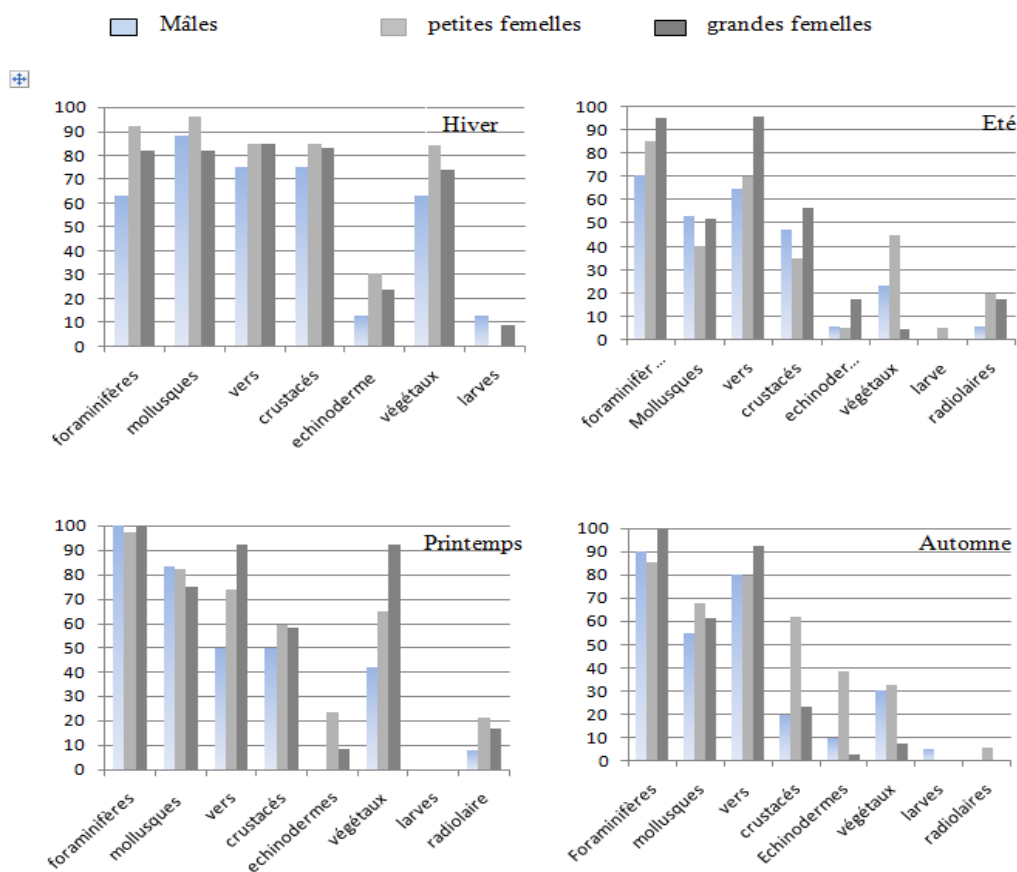 Mâles petites femelles grandes femelles
Hiver
100
90
80
70
60
50
40
30
20
10
0
foraminifères
mollusques
vers
crustacés
echinoderme
végétaux
larves
Eté
100
90
80
70
60
50
40
30
20
10
0
foraminifer...
Mollusques
vers
crustacés
echinoder...
végétaux
larve
radiolaires
Printemps
100
90
80
70
60
50
40
30
20
10
0
foraminifères
mollusques
vers
crustacés
echinodermes
végétaux
larves
radiolaire
Automne
100
90
80
70
60
50
40
30
20
10
0
Foraminifères
mollusques
vers
crustacés
Echinodermes
végétaux
larves
radiolaires